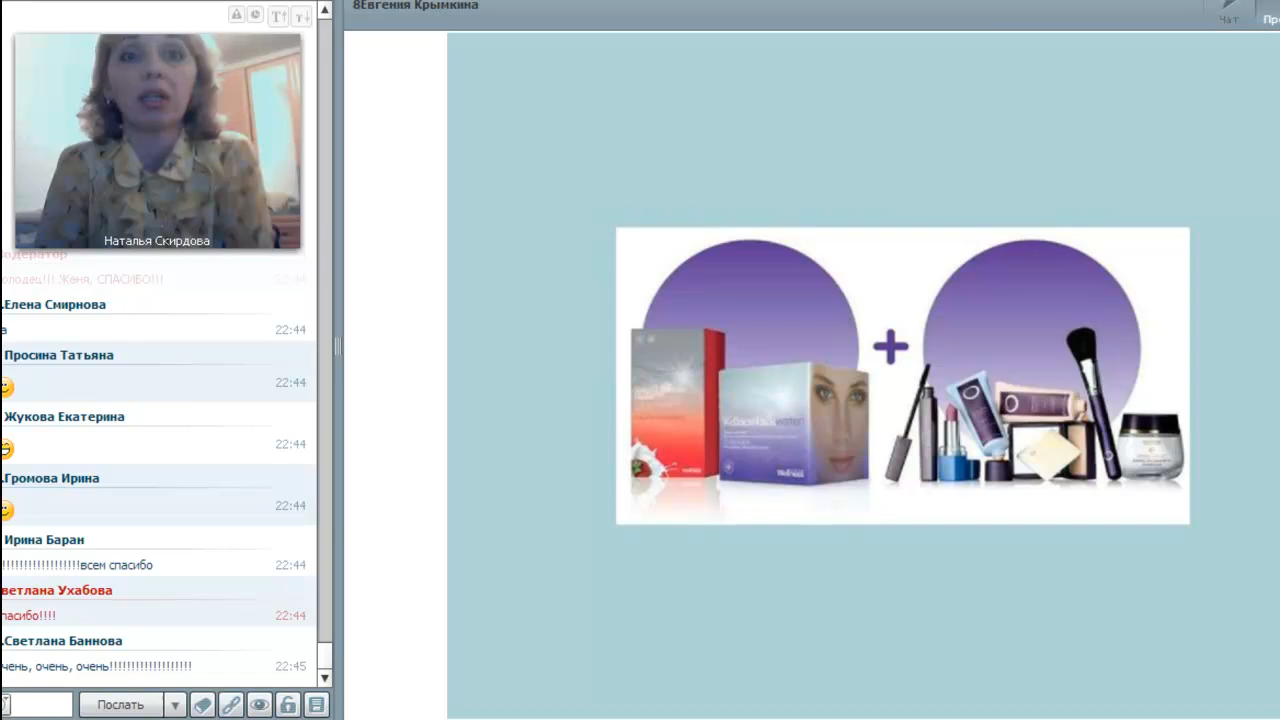 8Евгения Крымкина
Чат
Наталья Скирдова
одератор
олодец!!! Женя, СПАСИБО!!! 22:44
.Елена Смирнова
а 22:44
Просина Татьяна
22:44
Жукова Екатерина
22:44
Громова Ирина
22:44
Ирина Баран
!!!!!!!!!!!!!!!!!!всем спасибо 22:44
ветлана Ухабова
пасибо!!!! 22:44
.Светлана Баннова
чень, очень, очень!!!!!!!!!!!!!!!!!! 22:45
Послать
wellness